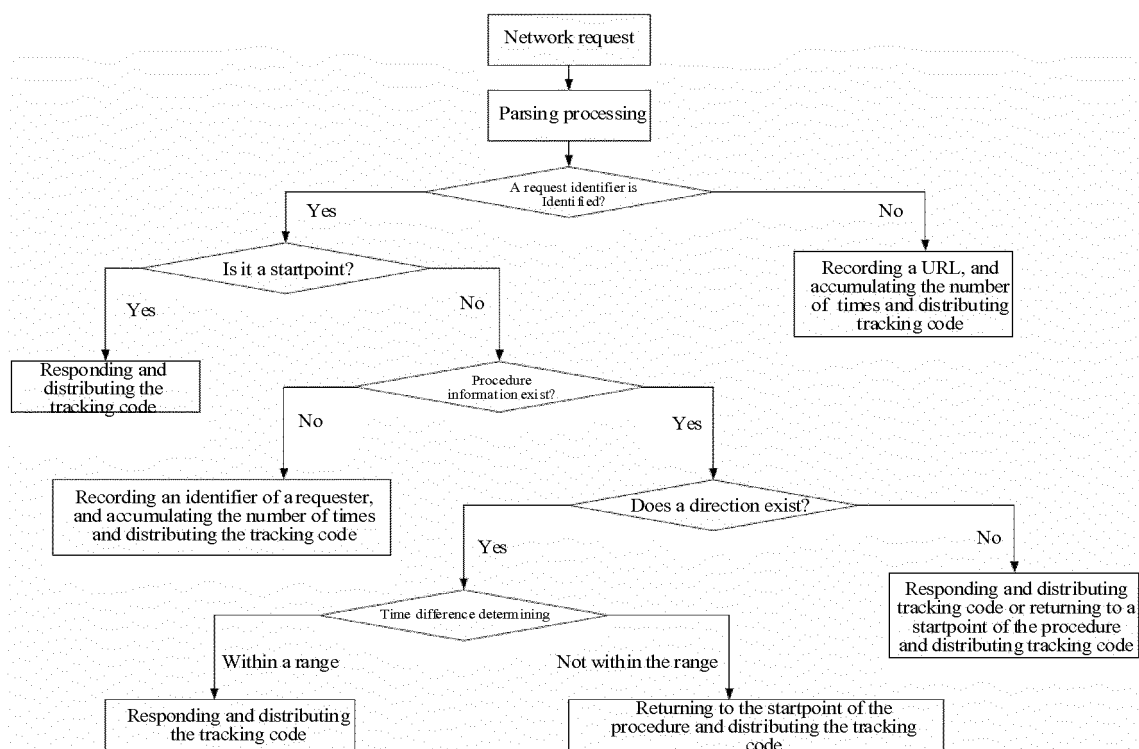 Network request
Parsing processing
A request identifier is
Identified?
Yes
No
Is it a startpoint?
Recording a URL, and
accumulating the number
of times and distributing
tracking code
Yes
No
Responding and
distributing the
tracking code
Procedure
information exist?
No
Yes
Recording an identifier of a requester,
and accumulating the number of times
and distributing the tracking code
Does a direction exist?
Yes
No
Responding and distributing
tracking code or returning to a
startpoint of the procedure
and distributing tracking code
Time difference determining
Within a range
Not within the range
Responding and distributing
the tracking code
Returning to the startpoint of the
procedure and distributing the tracking
code